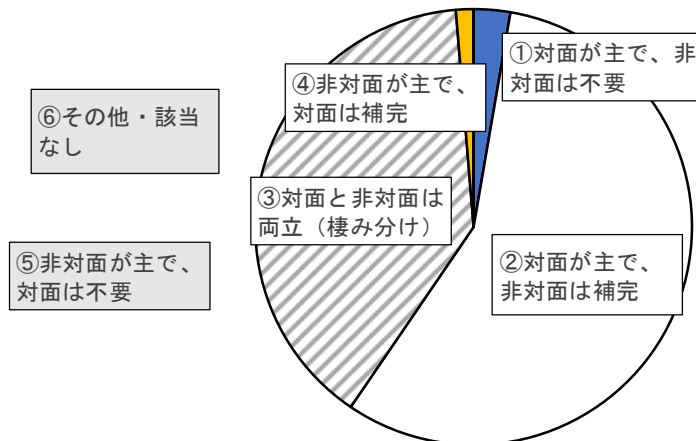 ①対面が主で、非
対面は不要
④非対面が主で、
対面は補完
⑥その他・該当
なし
③対面と非対面は
両立（棲み分け）
②対面が主で、
非対面は補完
⑤非対面が主で、
対面は不要